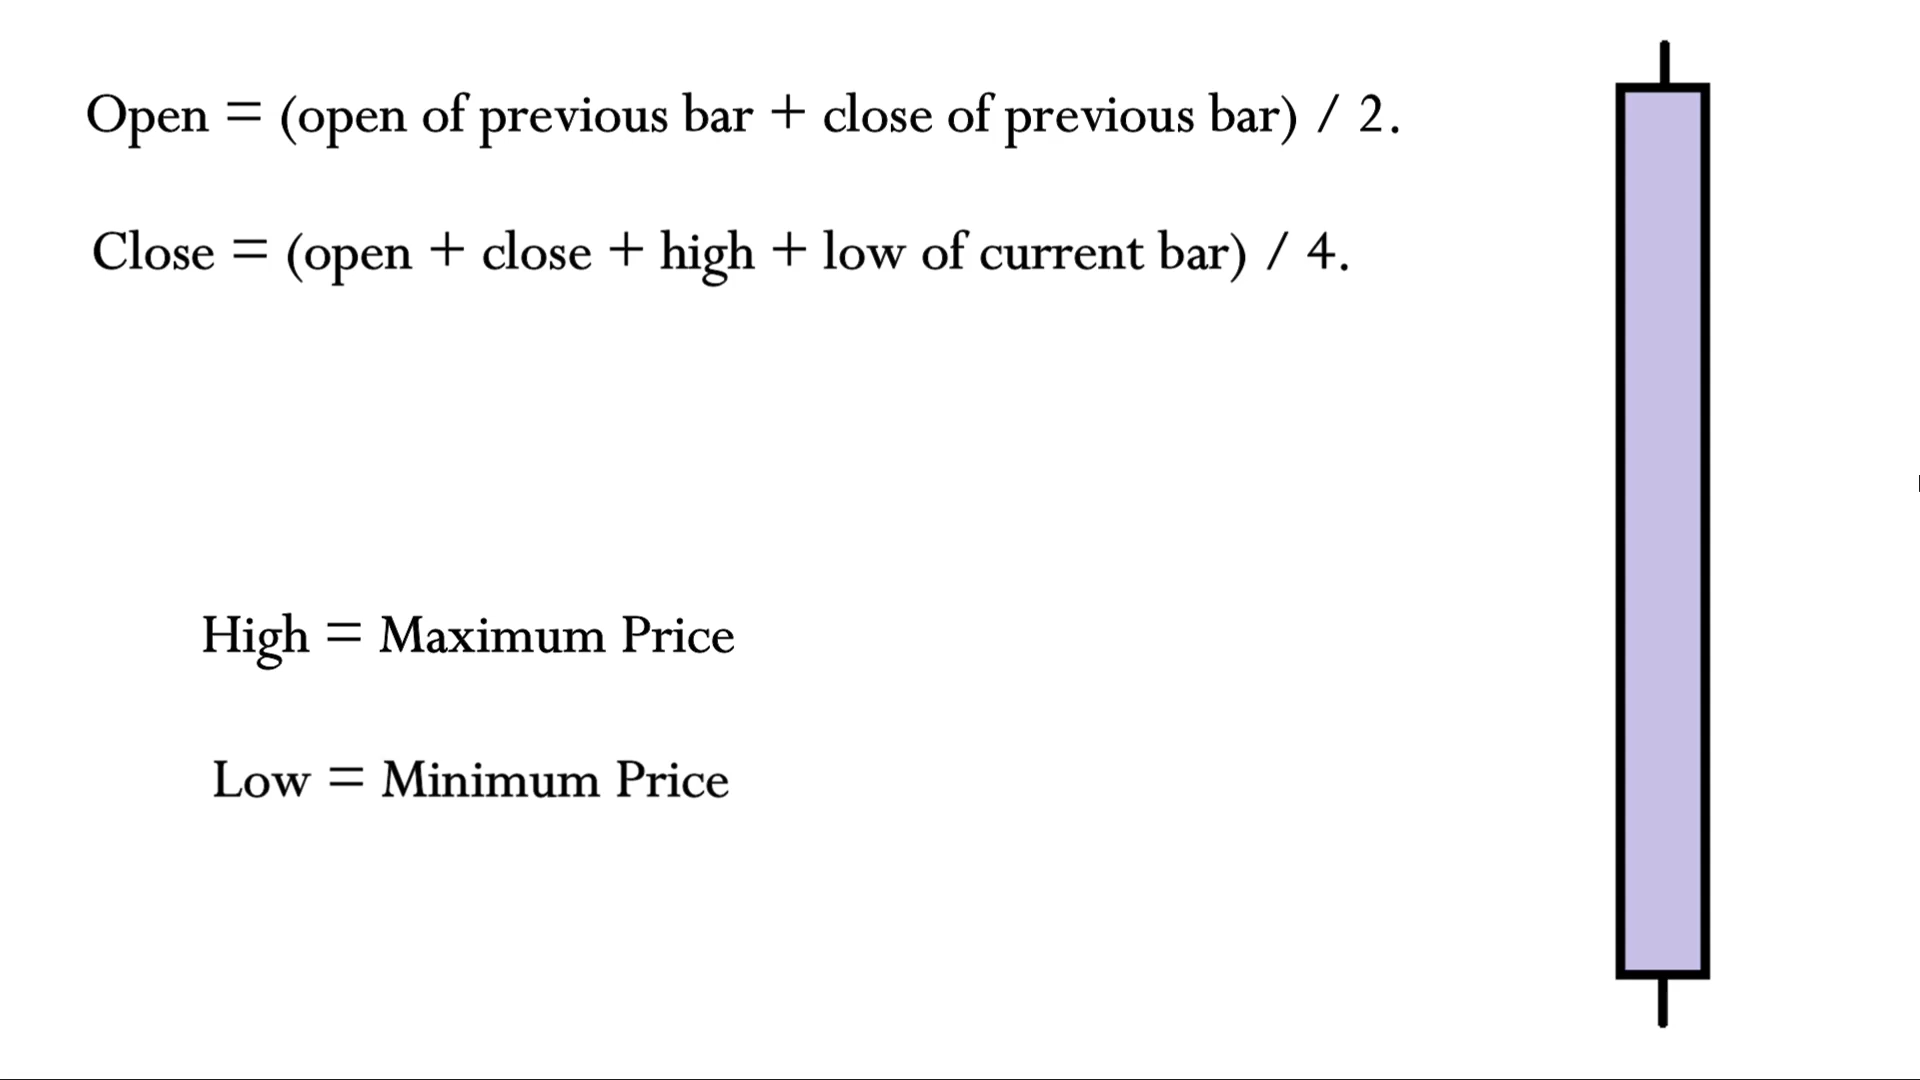 Open = (open of previous bar + close of previous bar) / 2.
Close = (open + close + high + low of current bar) / 4.
High = Maximum Price
Low = Minimum Price